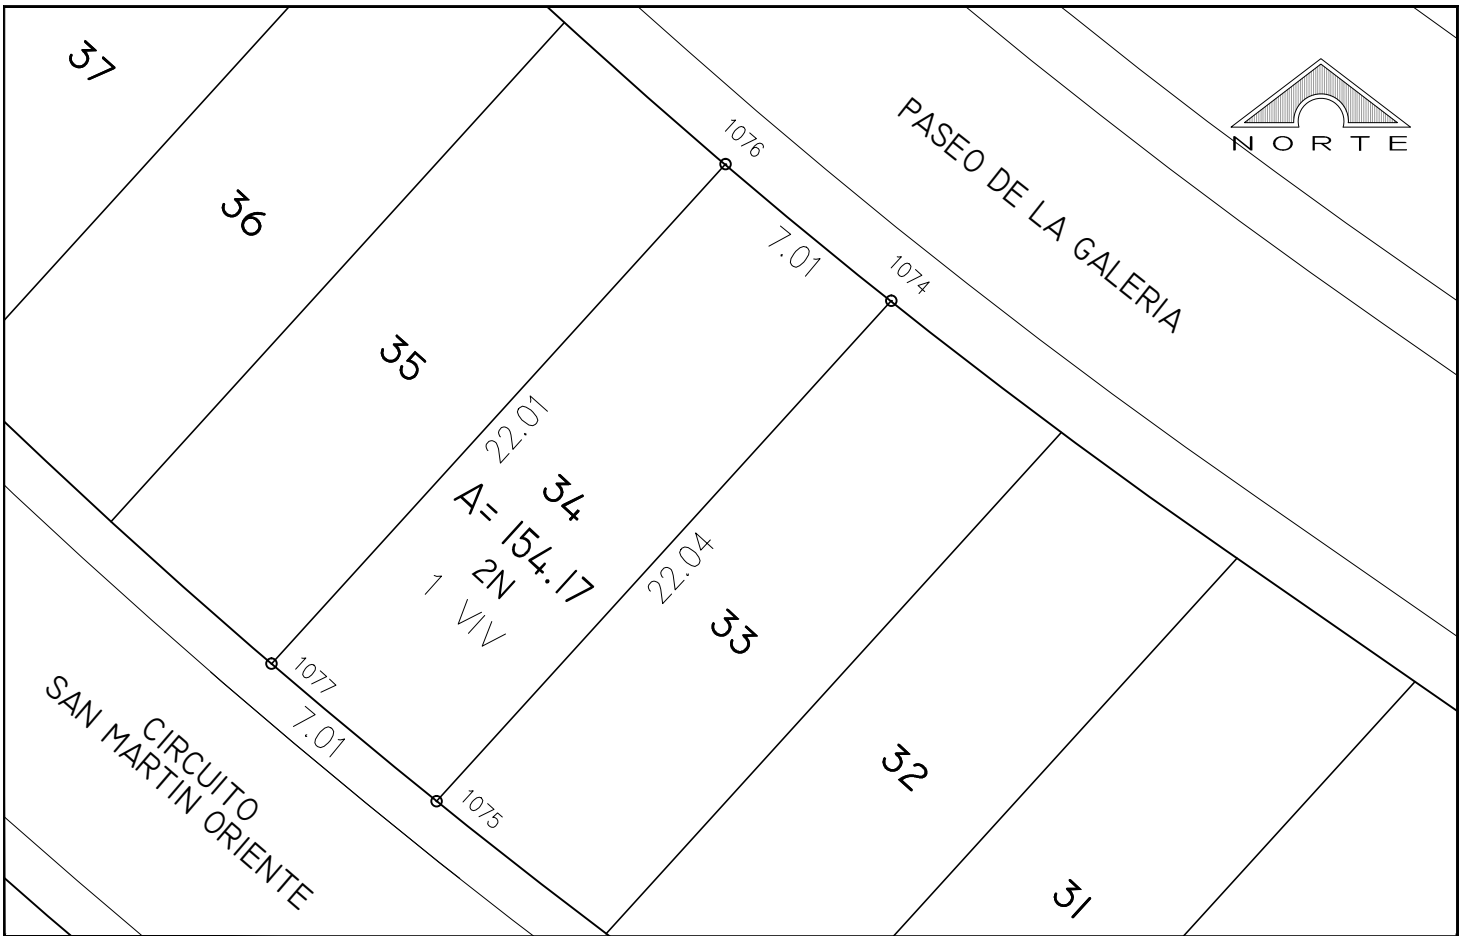 37
36
35
1076
7.01
1074
PASEO DE LA GALERIA
NORTE
22.01
34
A= 154.17
2N
1 VIV
22.04
33
32
31
1077
7.01
1075
CIRCUITO
SAN MARTIN ORIENTE